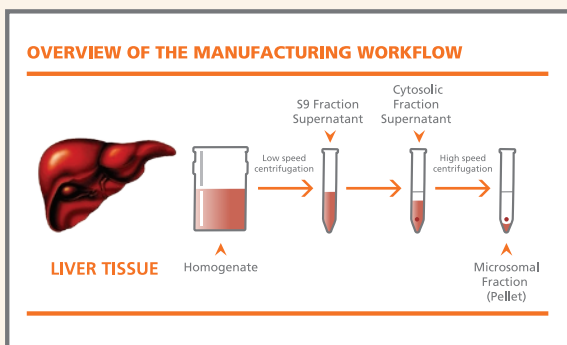 OVERVIEW OF THE MANUFACTURING WORKFLOW
S9 Fraction
Supernatant
Cytosolic
Fraction
Supernatant
Low speed
centrifugation
High speed
centrifugation
LIVER TISSUE
Homogenate
Microsomal
Fraction
(Pellet)